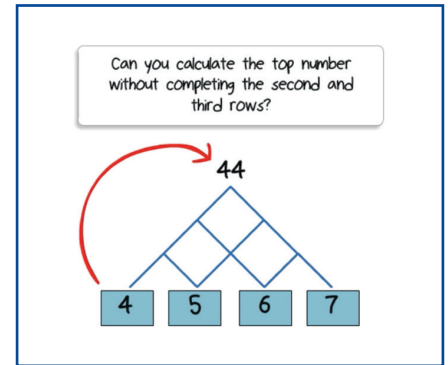 Can you calculate the top number
without completing the second and
third rows?
44
4 5 6 7